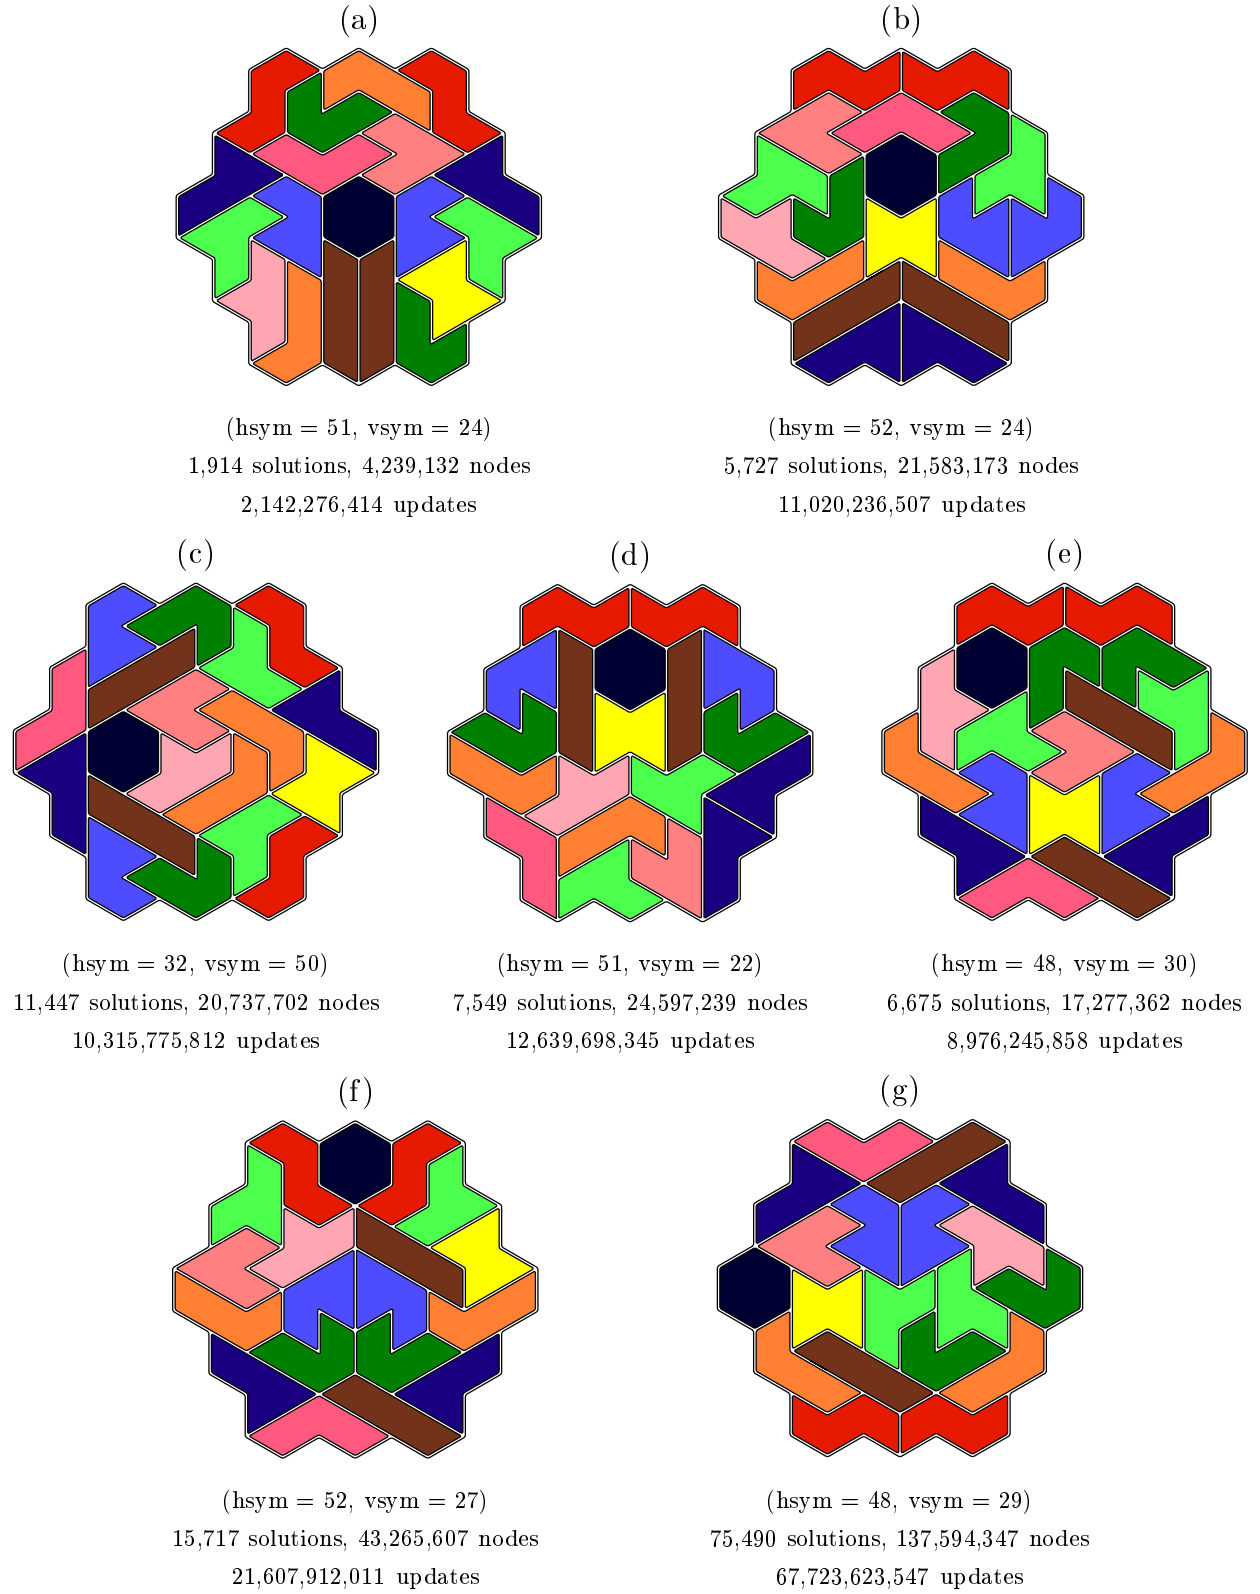 (a)
(b)
(hsym = 51, vsym = 24)
1,914 solutions, 4,239,132 nodes
2,142,276,414 updates
(hsym = 52, vsym = 24)
5,727 solutions, 21,583,173 nodes
11,020,236,507 updates
(c)
(d)
(e)
(hsym = 32, vsym = 50)
11,447 solutions, 20,737,702 nodes
10,315,775,812 updates
(hsym = 51, vsym = 22)
7,549 solutions, 24,597,239 nodes
12,639,698,345 updates
(hsym = 48, vsym = 30)
6,675 solutions, 17,277,362 nodes
8,976,245,858 updates
(f)
(g)
(hsym = 52, vsym = 27)
15,717 solutions, 43,265,607 nodes
21,607,912,011 updates
(hsym = 48, vsym = 29)
75,490 solutions, 137,594,347 nodes
67,723,623,547 updates